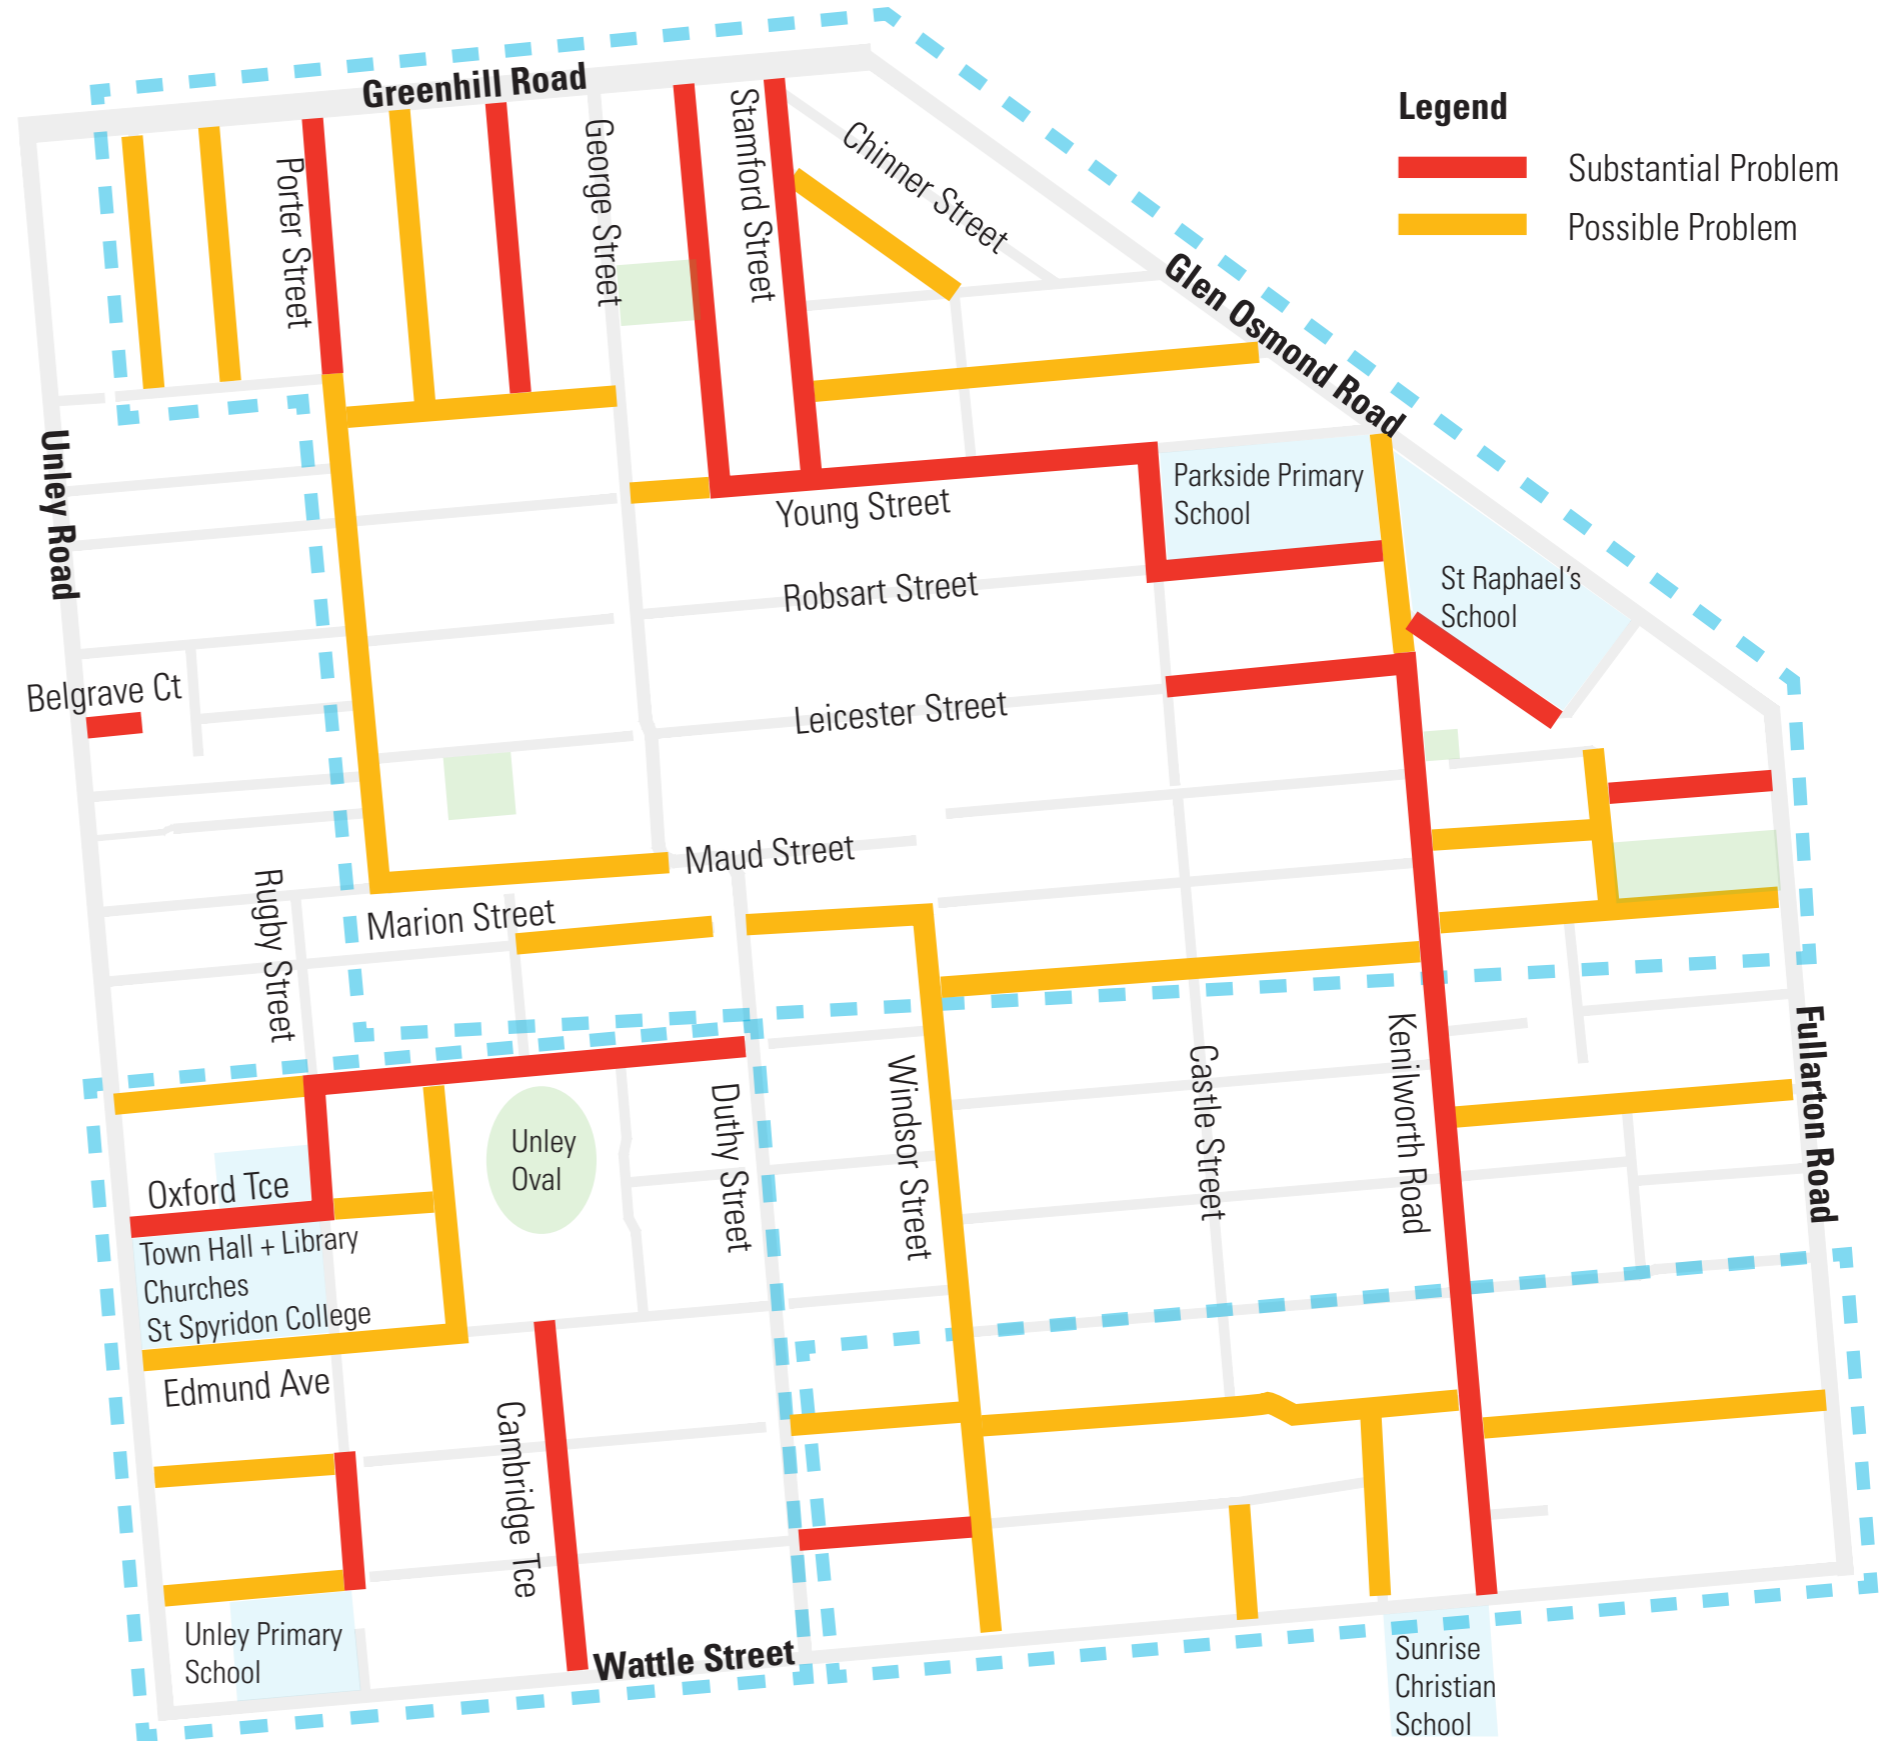 Greenhill Road
Legend
Substantial Problem
Possible Problem
Porter Street
George Street
Stamford Street
Chinner Street
Glen Osmond Road
Unley Road
Parkside Primary
School
Young Street
St Raphael's
School
Robsart Street
Belgrave Ct
Leicester Street
Maud Street
Rugby Street
Marion Street
Fullarton Road
Kenilworth Road
Castle Street
Windsor Street
Duthy Street
Unley
Oval
Oxford Tce
Town Hall + Library
Churches
St Spyridon College
Edmund Ave
Cambridge Tce
Unley Primary
School
Wattle Street
Sunrise
Christian
School